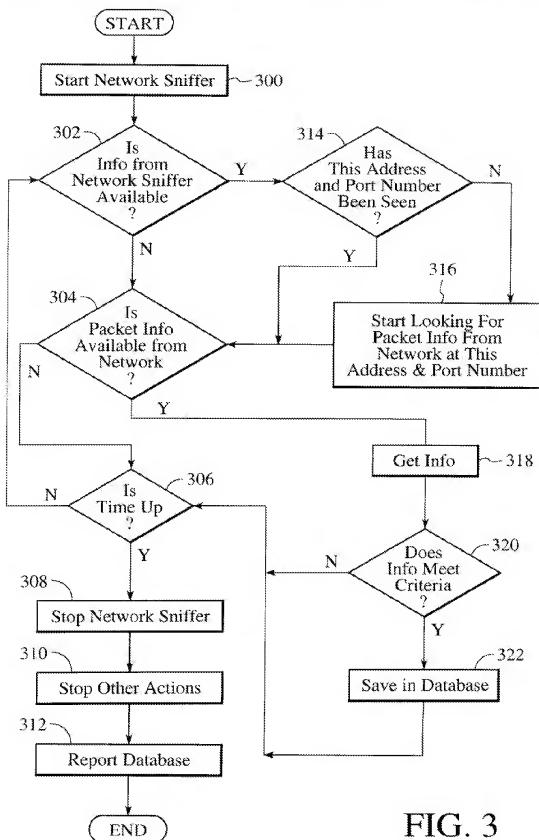 START
Start Network Sniffer
300
302
Is
Info from
Network Sniffer
Available
?
Y
N
314
Has
This Address
and Port Number
Been Seen
?
N
Y
316
Start Looking For
Packet Info From
Network at This
Address & Port Number
304
Is
Packet Info
Available from
Network
?
N
Y
Get Info
318
306
Is
Time Up
?
N
Y
320
Does
Info Meet
Criteria
?
N
Y
308
Stop Network Sniffer
322
Save in Database
310
Stop Other Actions
312
Report Database
END
FIG. 3